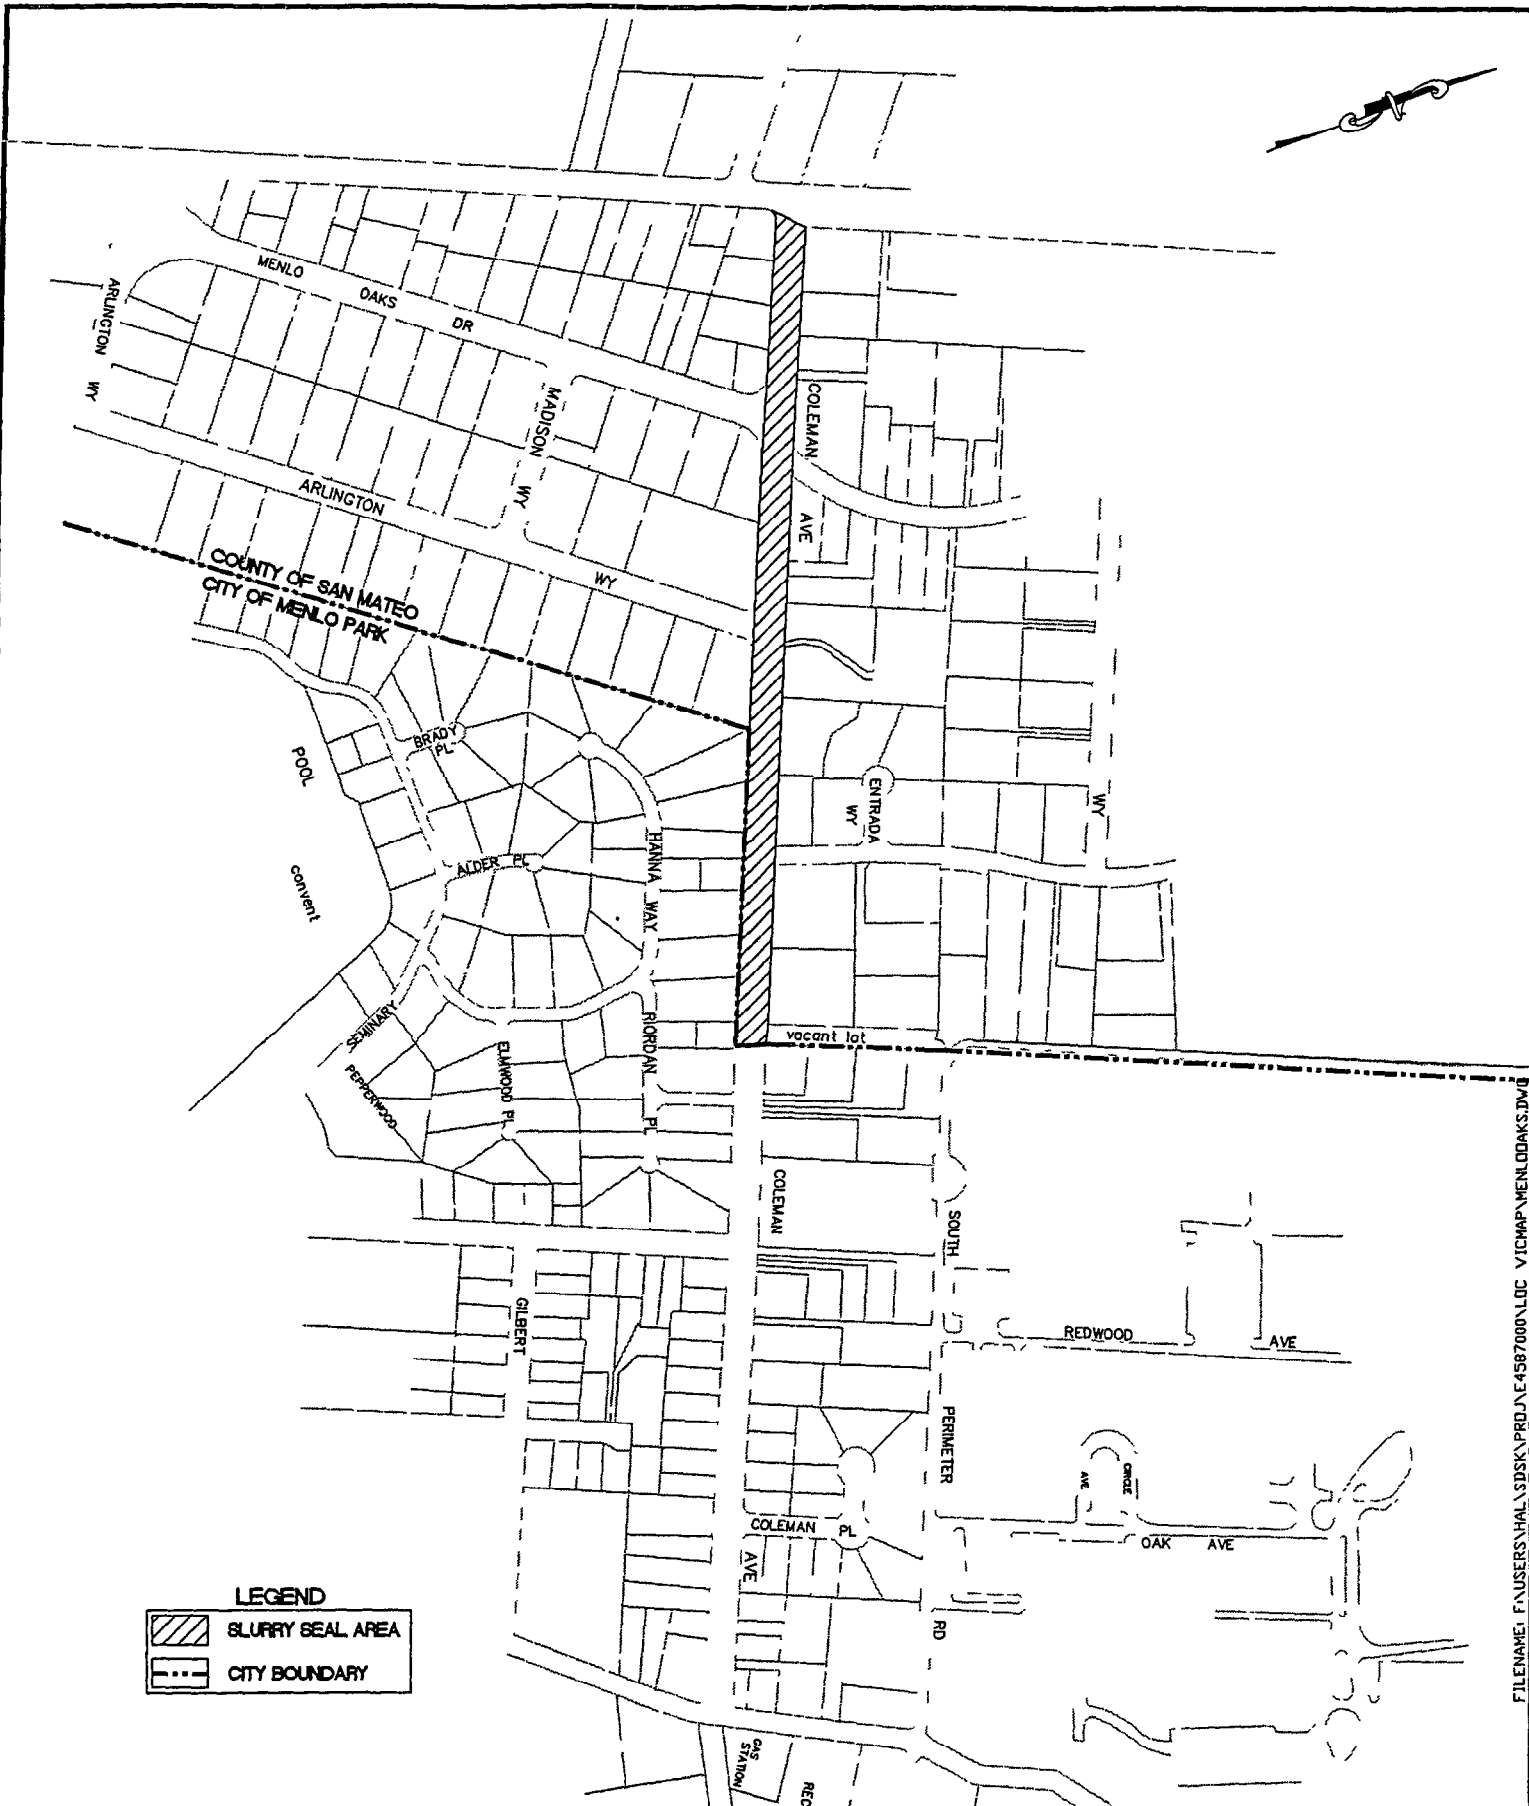 MENLO OAKS DR
ARLINGTON WY
MADISON WY
COLEMAN AVE
ARLINGTON WY
COUNTY OF SAN MATEO
CITY OF MENLO PARK
BRADY PL
POOL
ENTRADA WY
WY
HANNA WAY
ALDER PL
convent
SEMINARY
RIORDAN PL
vacant lot
ELMWOOD PL
PEPPERWOOD
COLEMAN AVE
SOUTH PERIMETER RD
GILBERT
REDWOOD AVE
CIRCLE AVE
COLEMAN PL
OAK AVE
LEGEND
SLURRY SEAL AREA
CITY BOUNDARY
GAS STATION
FILENAME: F:\USERS\HAL\SDSK\PROJ\E4587000\LOC VICMAP\MENLOOAKS.DWG